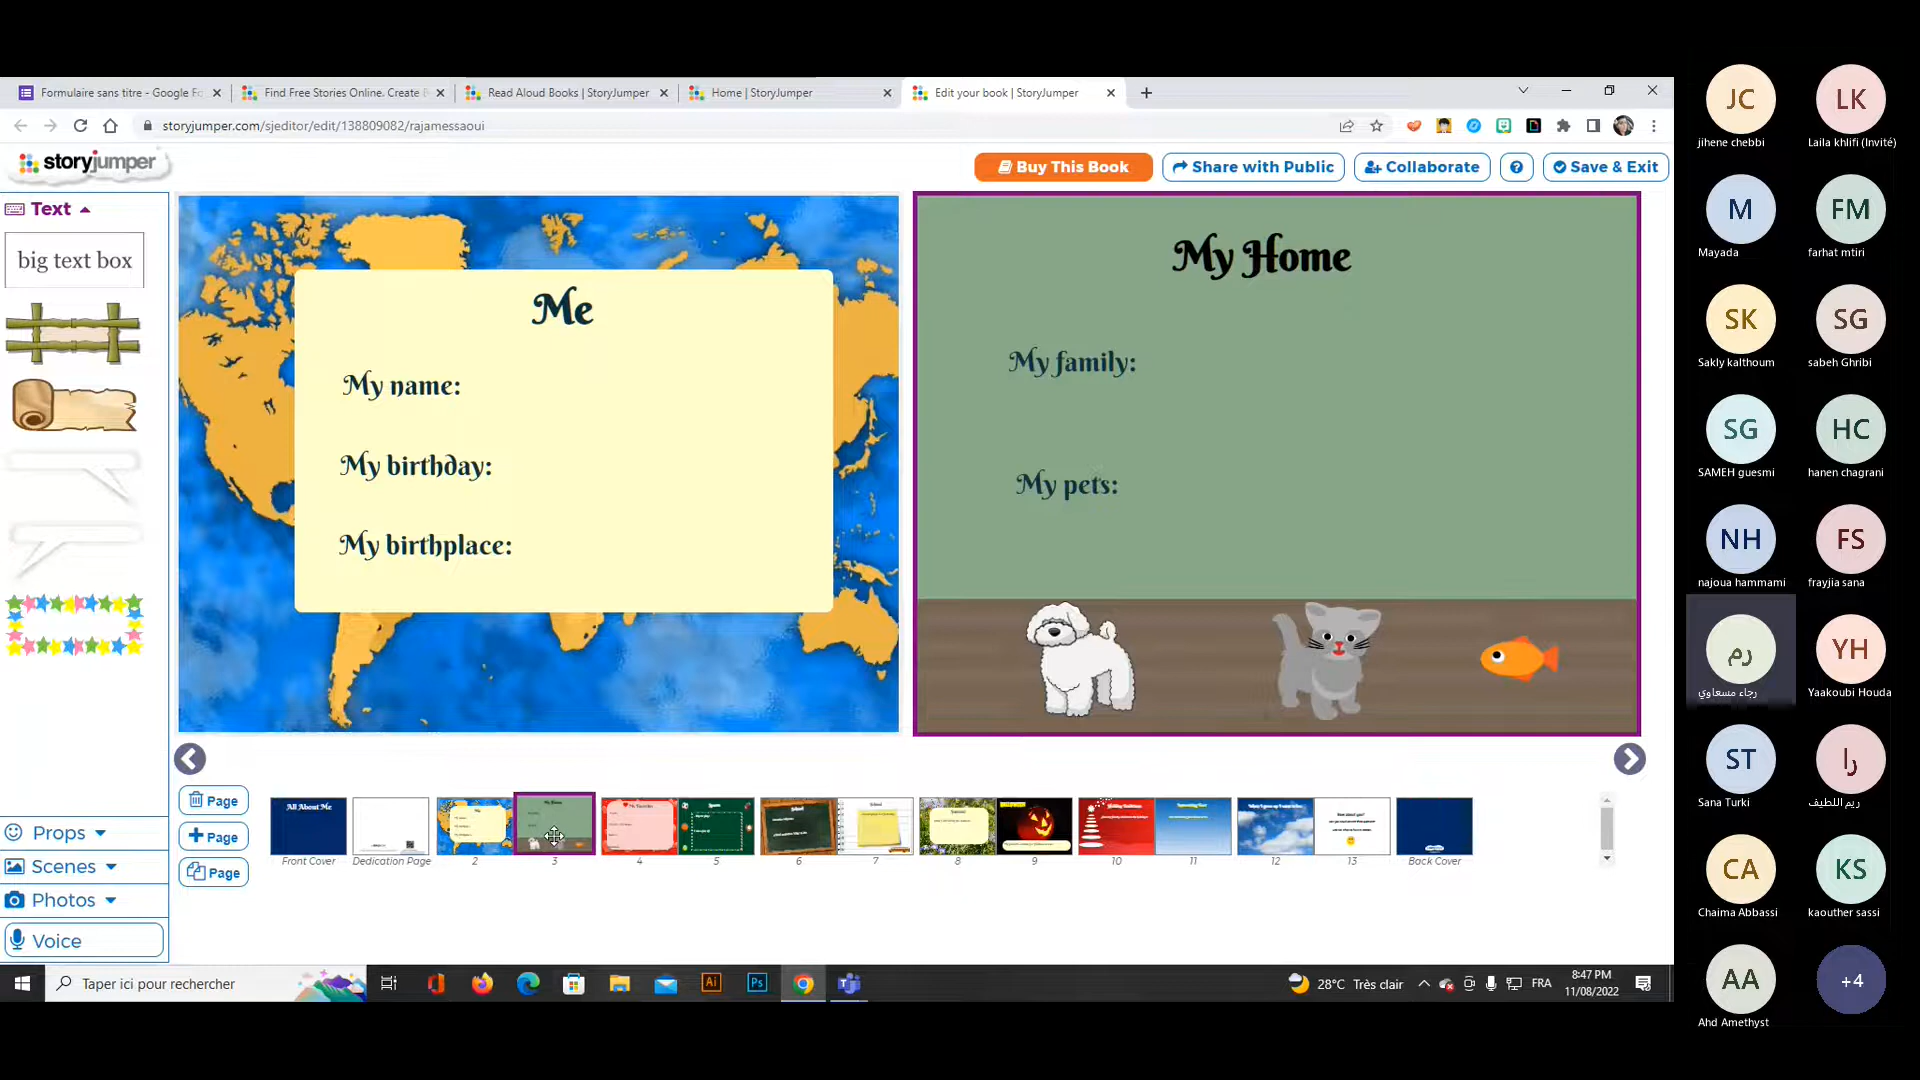 Formulaire sans titre - Google Fo
Find Free Stories Online. Create B
Read Aloud Books | StoryJumper
Home | StoryJumper
Edit your book | StoryJumper
storyjumper.com/sjeditor/edit/138809082/rajamessaoui
storyjumper
Buy This Book
Share with Public
Collaborate
?
Save & Exit
Text
big text box
Me
My name:
My birthday:
My birthplace:
My Home
My family:
My pets:
Page
Page
Page
All About Me
Front Cover
Dedication Page
2
3
4
5
6
7
8
9
10
11
12
13
Back Cover
Props
Scenes
Photos
Voice
Taper ici pour rechercher
Ai
Ps
28°C Très clair
FRA
8:47 PM
11/08/2022
JC
jihene chebbi
LK
Laila khlifi (Invité)
M
Mayada
FM
farhat mtiri
SK
Sakly kalthoum
SG
sabeh Ghribi
SG
SAMEH guesmi
HC
hanen chagrani
NH
najoua hammami
FS
frayjia sana
رم
رجاء مسعاوي
YH
Yaakoubi Houda
ST
Sana Turki
را
ريم اللطيف
CA
Chaima Abbassi
KS
kaouther sassi
AA
Ahd Amethyst
+4